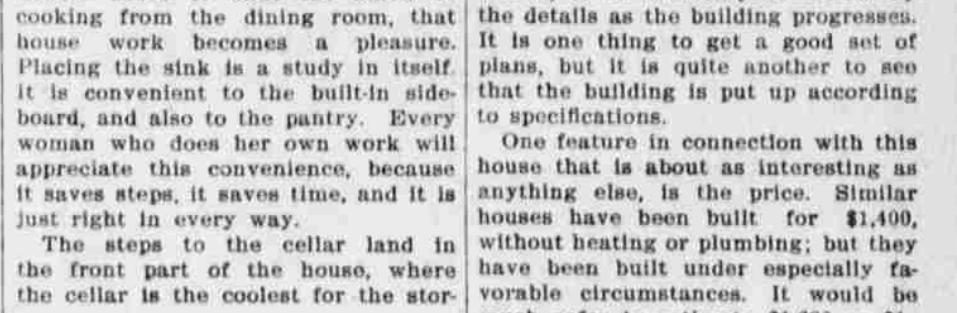 cooking from the dining room, that
house work becomes a pleasure.
Placing the sink is a study in itself.
It is convenient to the built-in side-
board, and also to the pantry. Every
woman who does her own work will
appreciate this convenience, because
it saves steps, it saves time, and it is
just right in every way.
The steps to the cellar land in
the front part of the house, where
the cellar is the coolest for the stor-
the details as the building progresses.
It is one thing to get a good set of
plans, but it is quite another to see
that the building is put up according
to specifications.
One feature in connection with this
house that is about as interesting as
anything else, is the price. Similar
houses have been built for $1,400,
without heating or plumbing; but they
have been built under especially fa-
vorable circumstances. It would be